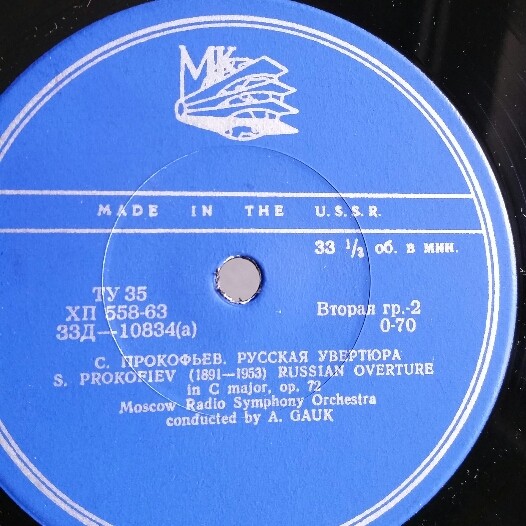 МК
MADE IN THE U.S.S.R.
33 1/3 об. в мин.
ТУ 35
ХП 558-63
33Д—10834(а)
Вторая гр.-2
0-70
С. ПРОКОФЬЕВ. РУССКАЯ УВЕРТЮРА
S. PROKOFIEV (1891—1953) RUSSIAN OVERTURE
in C major, op. 72
Moscow Radio Symphony Orchestra
conducted by A. GAUK